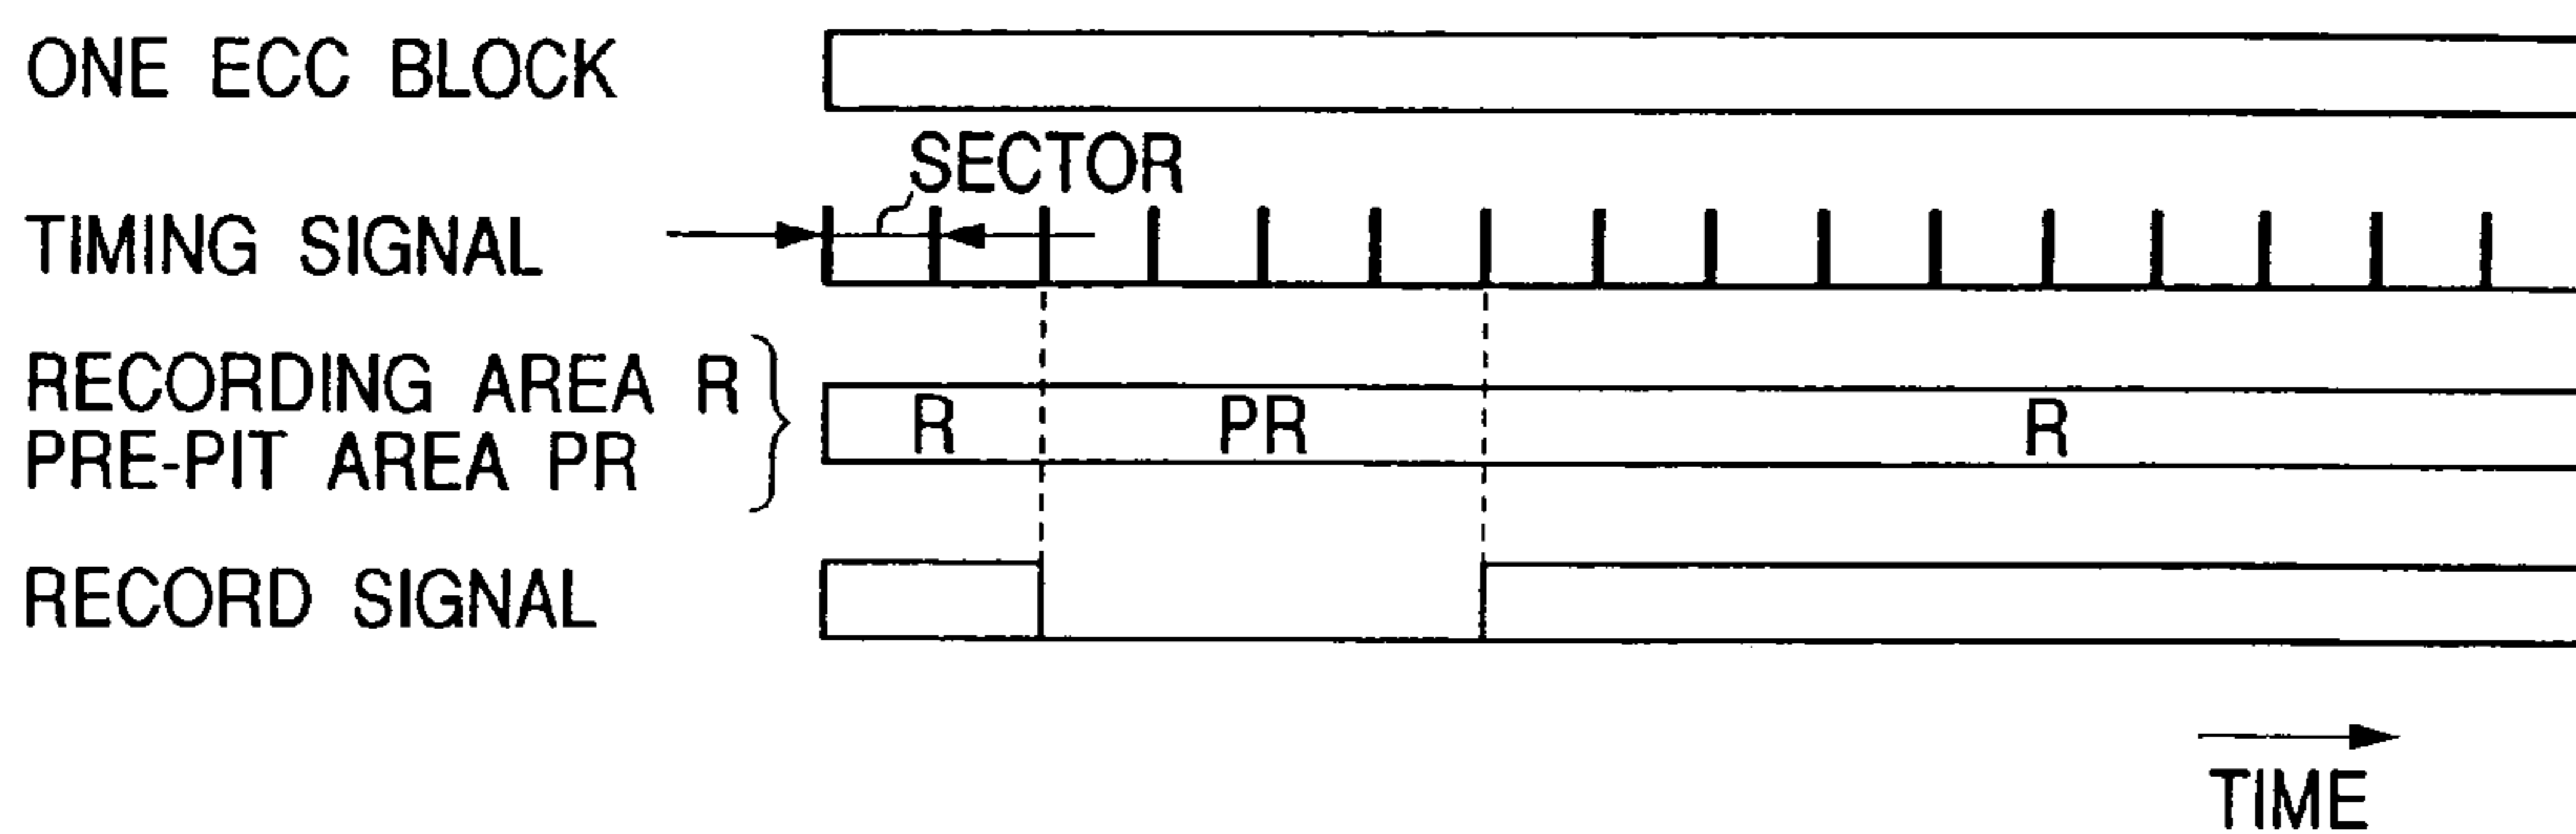 ONE ECC BLOCK
SECTOR
TIMING SIGNAL
RECORDING AREA R
PRE-PIT AREA PR
R PR R
RECORD SIGNAL
TIME